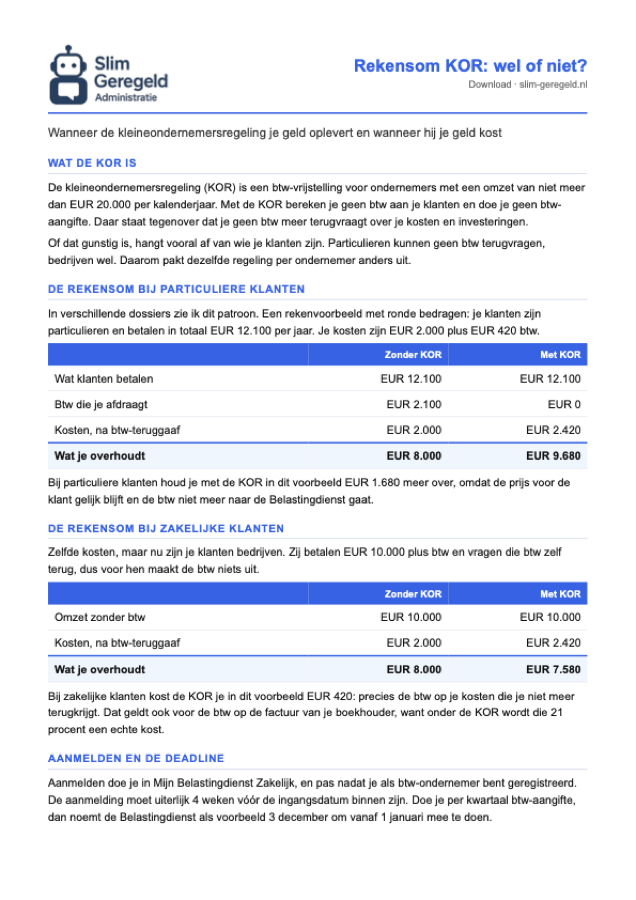 Slim
Geregeld
Administratie
Rekensom KOR: wel of niet?
Download · slim-geregeld.nl
Wanneer de kleineondernemersregeling je geld oplevert en wanneer hij je geld kost
WAT DE KOR IS
De kleineondernemersregeling (KOR) is een btw-vrijstelling voor ondernemers met een omzet van niet meer
dan EUR 20.000 per kalenderjaar. Met de KOR bereken je geen btw aan je klanten en doe je geen btw-
aangifte. Daar staat tegenover dat je geen btw meer terugvraagt over je kosten en investeringen.
Of dat gunstig is, hangt vooral af van wie je klanten zijn. Particulieren kunnen geen btw terugvragen,
bedrijven wel. Daarom pakt dezelfde regeling per ondernemer anders uit.
DE REKENSOM BIJ PARTICULIERE KLANTEN
In verschillende dossiers zie ik dit patroon. Een rekenvoorbeeld met ronde bedragen: je klanten zijn
particulieren en betalen in totaal EUR 12.100 per jaar. Je kosten zijn EUR 2.000 plus EUR 420 btw.
Zonder KOR Met KOR
Wat klanten betalen EUR 12.100 EUR 12.100
Btw die je afdraagt EUR 2.100 EUR 0
Kosten, na btw-teruggaaf EUR 2.000 EUR 2.420
Wat je overhoudt EUR 8.000 EUR 9.680
Bij particuliere klanten houd je met de KOR in dit voorbeeld EUR 1.680 meer over, omdat de prijs voor de
klant gelijk blijft en de btw niet meer naar de Belastingdienst gaat.
DE REKENSOM BIJ ZAKELIJKE KLANTEN
Zelfde kosten, maar nu zijn je klanten bedrijven. Zij betalen EUR 10.000 plus btw en vragen die btw zelf
terug, dus voor hen maakt de btw niets uit.
Zonder KOR Met KOR
Omzet zonder btw EUR 10.000 EUR 10.000
Kosten, na btw-teruggaaf EUR 2.000 EUR 2.420
Wat je overhoudt EUR 8.000 EUR 7.580
Bij zakelijke klanten kost de KOR je in dit voorbeeld EUR 420: precies de btw op je kosten die je niet meer
terugkrijgt. Dat geldt ook voor de btw op de factuur van je boekhouder, want onder de KOR wordt die 21
procent een echte kost.
AANMELDEN EN DE DEADLINE
Aanmelden doe je in Mijn Belastingdienst Zakelijk, en pas nadat je als btw-ondernemer bent geregistreerd.
De aanmelding moet uiterlijk 4 weken vóór de ingangsdatum binnen zijn. Doe je per kwartaal btw-aangifte,
dan noemt de Belastingdienst als voorbeeld 3 december om vanaf 1 januari mee te doen.